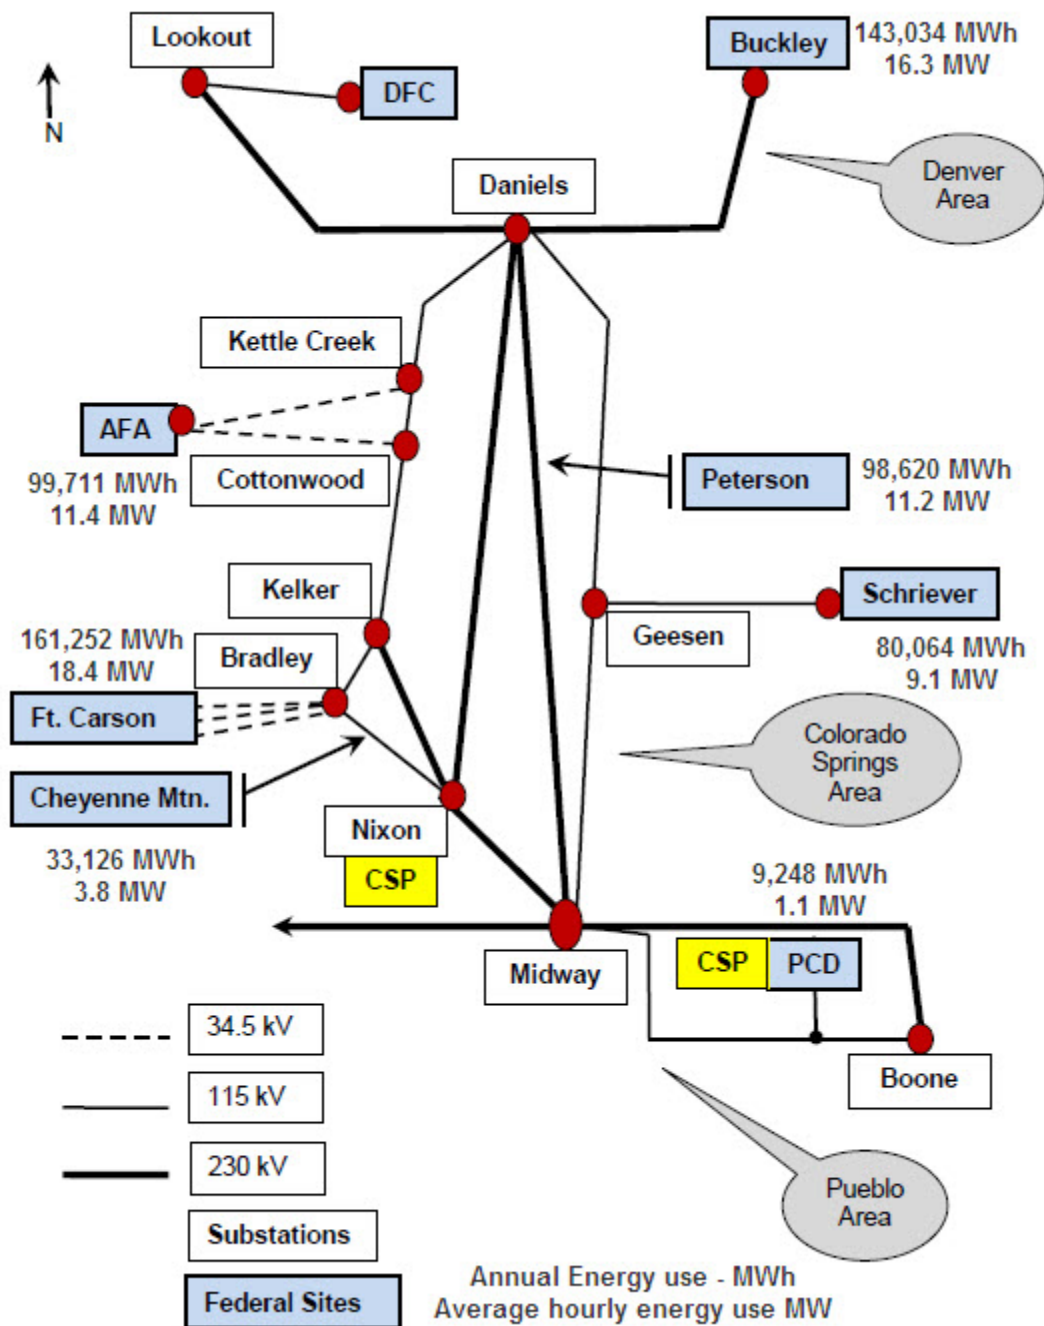 Lookout
Buckley
143,034 MWh
16.3 MW
DFC
N
Denver
Area
Daniels
Kettle Creek
AFA
99,711 MWh
11.4 MW
Cottonwood
Peterson
98,620 MWh
11.2 MW
Kelker
Schriever
80,064 MWh
9.1 MW
Geesen
161,252 MWh
18.4 MW
Bradley
Ft. Carson
Colorado
Springs
Area
Cheyenne Mtn.
33,126 MWh
3.8 MW
Nixon
CSP
9,248 MWh
1.1 MW
CSP
PCD
Midway
Boone
34.5 kV
115 kV
230 kV
Substations
Federal Sites
Pueblo
Area
Annual Energy use - MWh
Average hourly energy use MW